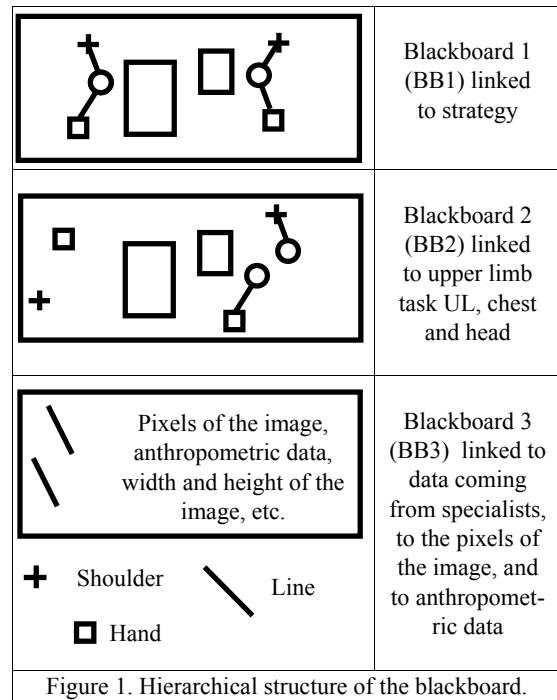 Blackboard 1
(BB1) linked
to strategy
Blackboard 2
(BB2) linked
to upper limb
task UL, chest
and head
Pixels of the image,
anthropometric data,
width and height of the
image, etc.
Blackboard 3
(BB3) linked to
data coming
from specialists,
to the pixels of
the image, and
to anthropomet-
ric data
Shoulder
Line
Hand
Figure 1. Hierarchical structure of the blackboard.